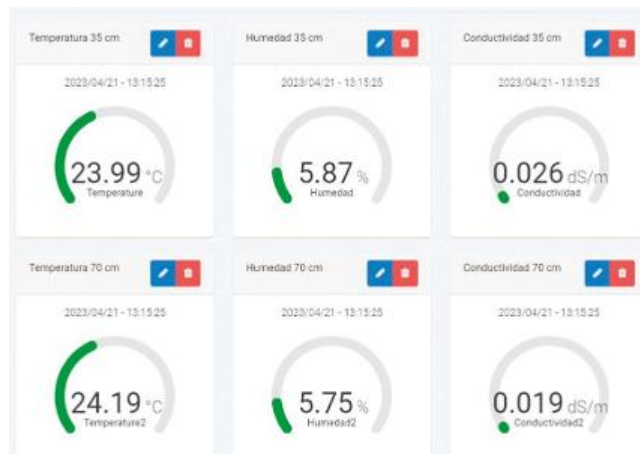 Temperatura 35 cm
2023/04/21 - 13:15:25
23.99 °C
Temperature
Humedad 35 cm
2023/04/21 - 13:15:25
5.87 %
Humedad
Conductividad 35 cm
2023/04/21 - 13:15:25
0.026 dS/m
Conductividad
Temperatura 70 cm
2023/04/21 - 13:15:25
24.19 °C
Temperature2
Humedad 70 cm
2023/04/21 - 13:15:25
5.75 %
Humedad2
Conductividad 70 cm
2023/04/21 - 13:15:25
0.019 dS/m
Conductividad2